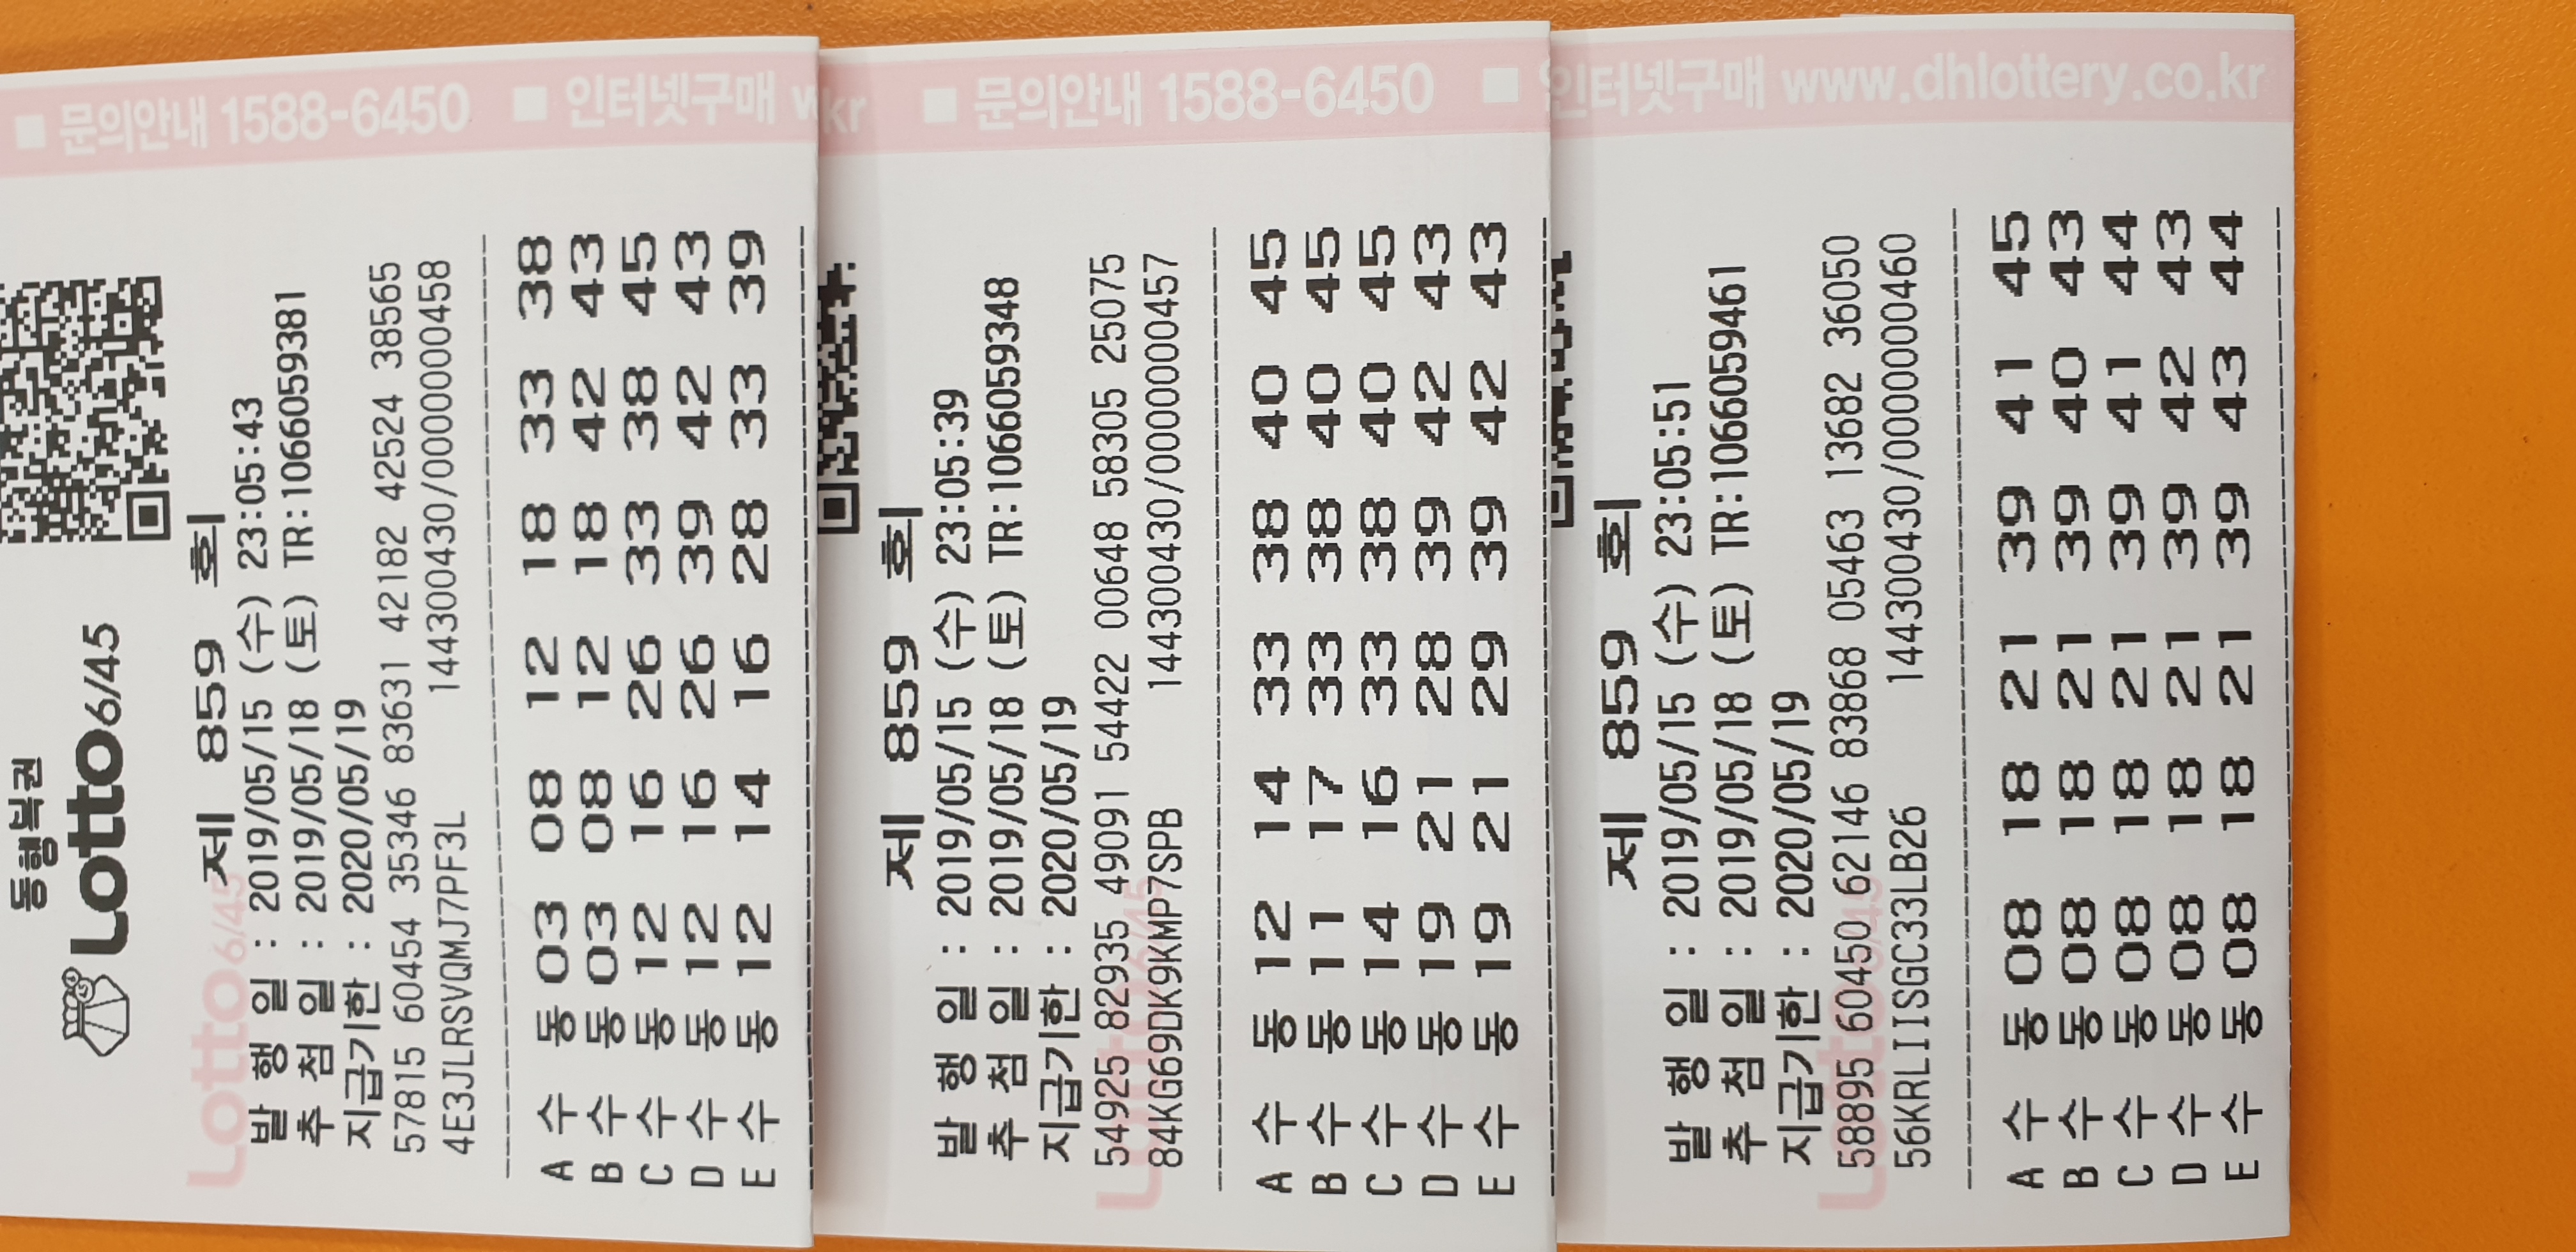 ■ 문의안내 1588-6450 ■ 인터넷구매 w
동행복권
Lotto6/45
Lotto6/45
제 859 회
발 행 일 : 2019/05/15 (수) 23:05:43
추 첨 일 : 2019/05/18 (토) TR:1066059381
지급기한 : 2020/05/19
57815 60454 35346 83631 42182 42524 38565
4E3JLRSVQMJ7PF3L 144300430/0000000458
A 수 동 03 08 12 18 33 38
B 수 동 03 08 12 18 42 43
C 수 동 12 16 26 33 38 45
D 수 동 12 16 26 39 42 43
E 수 동 12 14 16 28 33 39
kr ■ 문의안내 1588-6450 ■
제 859 회
발 행 일 : 2019/05/15 (수) 23:05:39
추 첨 일 : 2019/05/18 (토) TR:1066059348
지급기한 : 2020/05/19
54925 82935 49091 54422 00648 58305 25075
84KG69DK9KMP7SPB 144300430/0000000457
Lotto6/45
A 수 동 12 14 33 38 40 45
B 수 동 11 17 33 38 40 45
C 수 동 14 16 33 38 40 45
D 수 동 19 21 28 39 42 43
E 수 동 19 21 29 39 42 43
인터넷구매 www.dhlottery.co.kr
제 859 회
발 행 일 : 2019/05/15 (수) 23:05:51
추 첨 일 : 2019/05/18 (토) TR:1066059461
지급기한 : 2020/05/19
58895 60450 62146 83868 05463 13682 36050
56KRLIISGC33LB26 144300430/0000000460
Lotto6/45
A 수 동 08 18 21 39 41 45
B 수 동 08 18 21 39 40 43
C 수 동 08 18 21 39 41 44
D 수 동 08 18 21 39 42 43
E 수 동 08 18 21 39 43 44